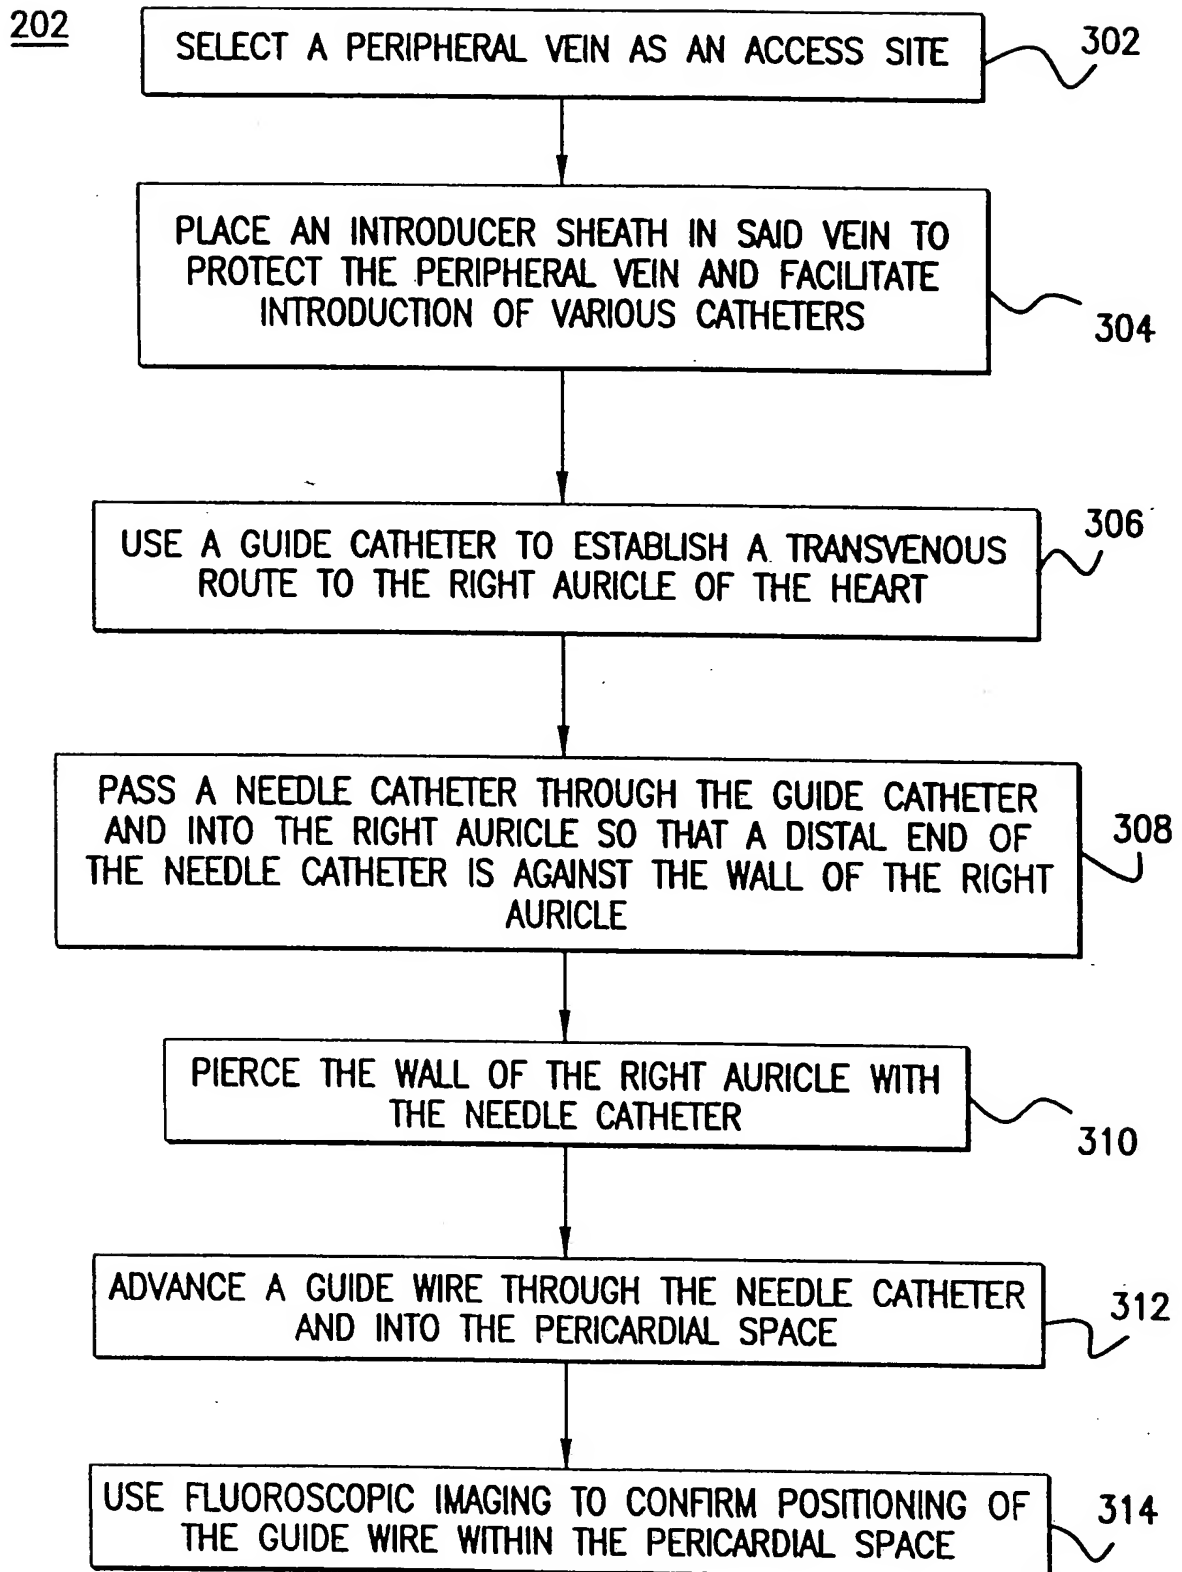 202
SELECT A PERIPHERAL VEIN AS AN ACCESS SITE
302
PLACE AN INTRODUCER SHEATH IN SAID VEIN TO
PROTECT THE PERIPHERAL VEIN AND FACILITATE
INTRODUCTION OF VARIOUS CATHETERS
304
USE A GUIDE CATHETER TO ESTABLISH A TRANSVENOUS
ROUTE TO THE RIGHT AURICLE OF THE HEART
306
PASS A NEEDLE CATHETER THROUGH THE GUIDE CATHETER
AND INTO THE RIGHT AURICLE SO THAT A DISTAL END OF
THE NEEDLE CATHETER IS AGAINST THE WALL OF THE RIGHT
AURICLE
308
PIERCE THE WALL OF THE RIGHT AURICLE WITH
THE NEEDLE CATHETER
310
ADVANCE A GUIDE WIRE THROUGH THE NEEDLE CATHETER
AND INTO THE PERICARDIAL SPACE
312
USE FLUOROSCOPIC IMAGING TO CONFIRM POSITIONING OF
THE GUIDE WIRE WITHIN THE PERICARDIAL SPACE
314